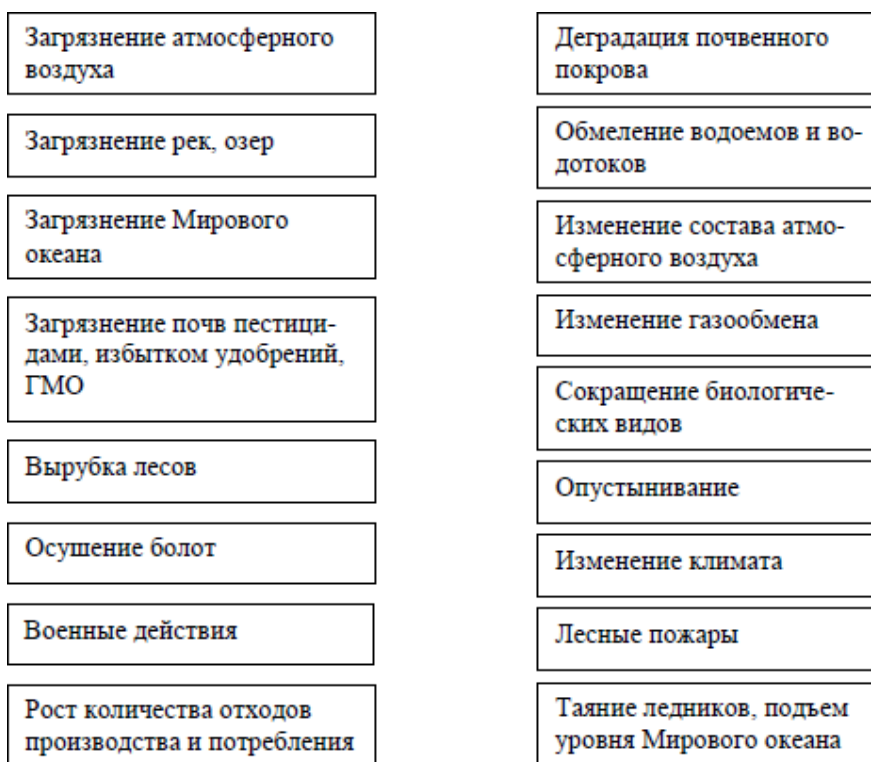 Загрязнение атмосферного
воздуха
Загрязнение рек, озер
Загрязнение Мирового
океана
Загрязнение почв пестици-
дами, избытком удобрений,
ГМО
Вырубка лесов
Осушение болот
Военные действия
Рост количества отходов
производства и потребления
Деградация почвенного
покрова
Обмеление водоемов и во-
дотоков
Изменение состава атмо-
сферного воздуха
Изменение газообмена
Сокращение биологиче-
ских видов
Опустынивание
Изменение климата
Лесные пожары
Таяние ледников, подъем
уровня Мирового океана